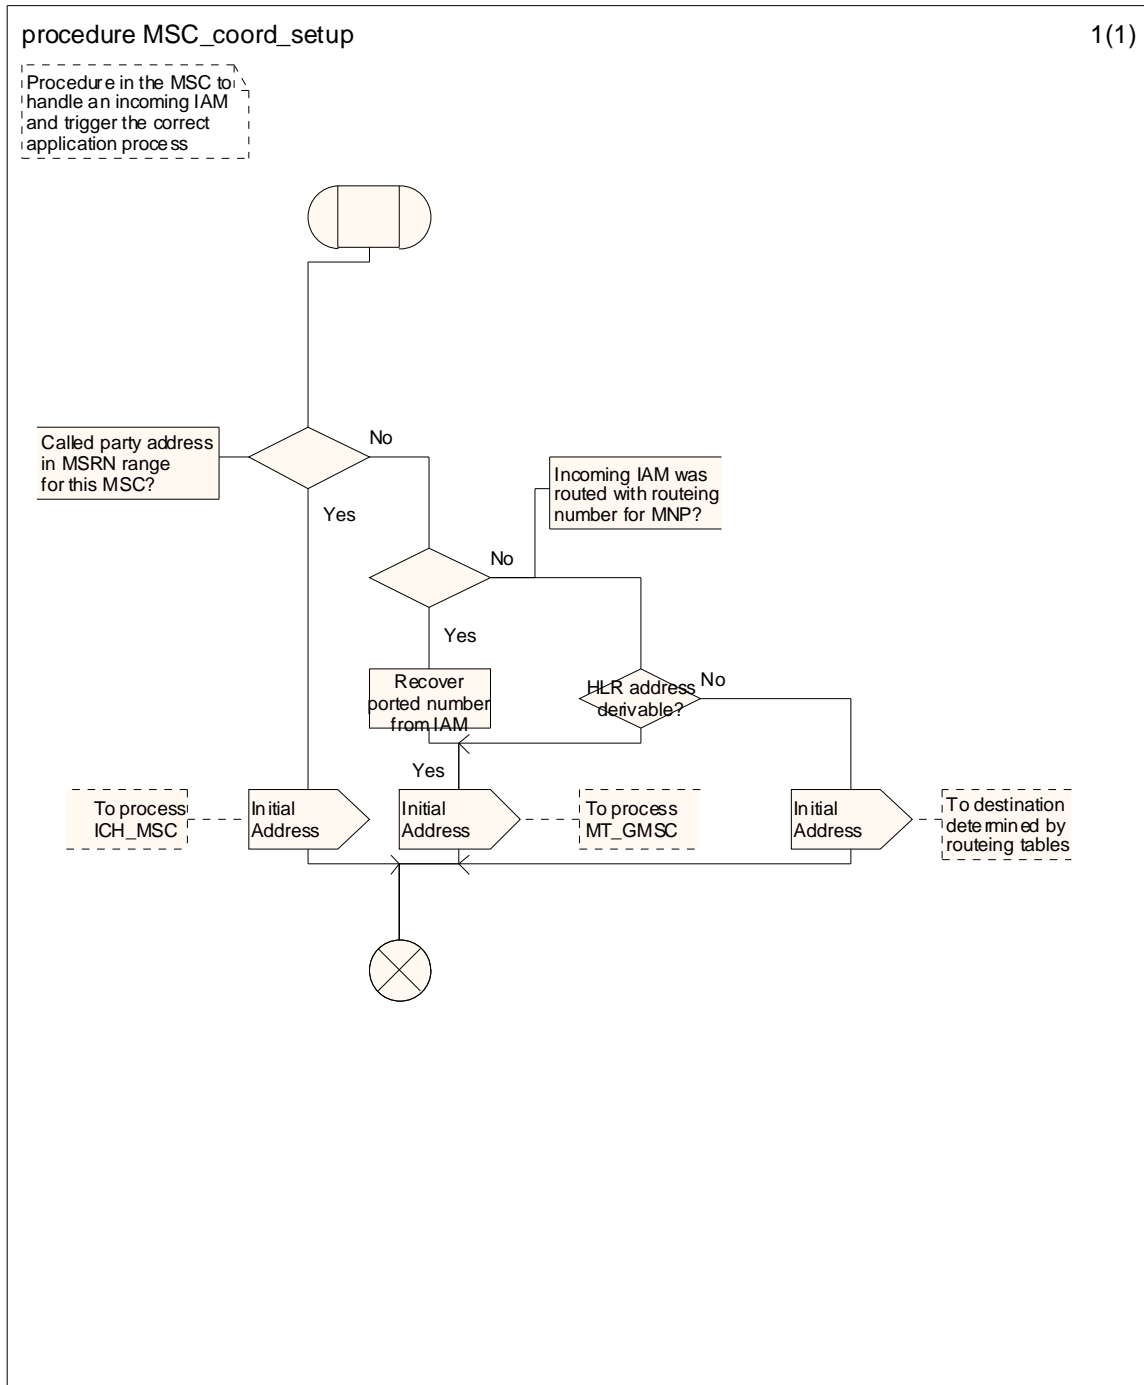 procedure MSC_coord_setup
1(1)
Procedure in the MSC to
handle an incoming IAM
and trigger the correct
application process
Called party address
in MSRN range
for this MSC?
No
Yes
Incoming IAM was
routed with routeing
number for MNP?
No
Yes
Recover
ported number
from IAM
HLR address
derivable?
No
Yes
To process
ICH_MSC
Initial
Address
Initial
Address
To process
MT_GMSC
Initial
Address
To destination
determined by
routeing tables